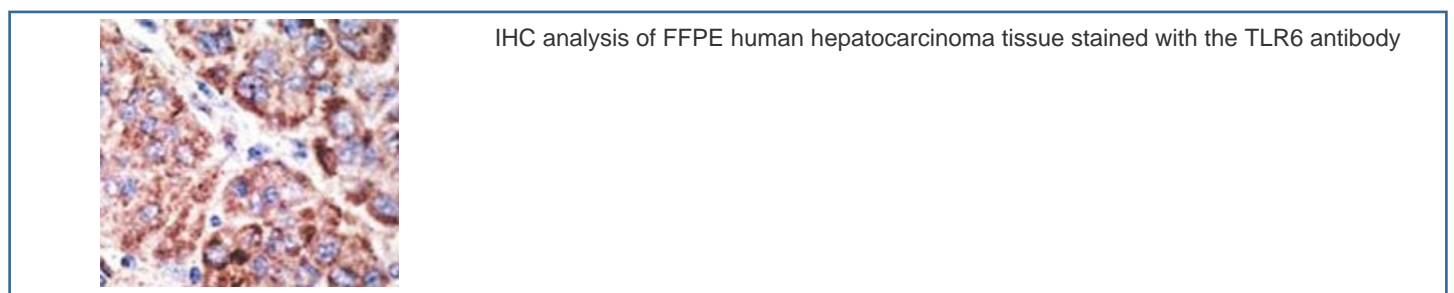 IHC analysis of FFPE human hepatocarcinoma tissue stained with the TLR6 antibody